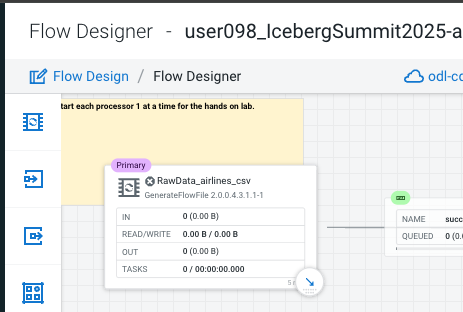 Flow Designer - user098_IcebergSummit2025-a
Flow Design / Flow Designer odl-co
tart each processor 1 at a time for the hands on lab.
Primary
RawData_airlines_csv
GenerateFlowFile 2.0.0.4.3.1.1-1
IN 0 (0.00 B)
READ/WRITE 0.00 B / 0.00 B
OUT 0 (0.00 B)
TASKS 0 / 00:00:00.000
5
NAME succ
QUEUED 0 (0.